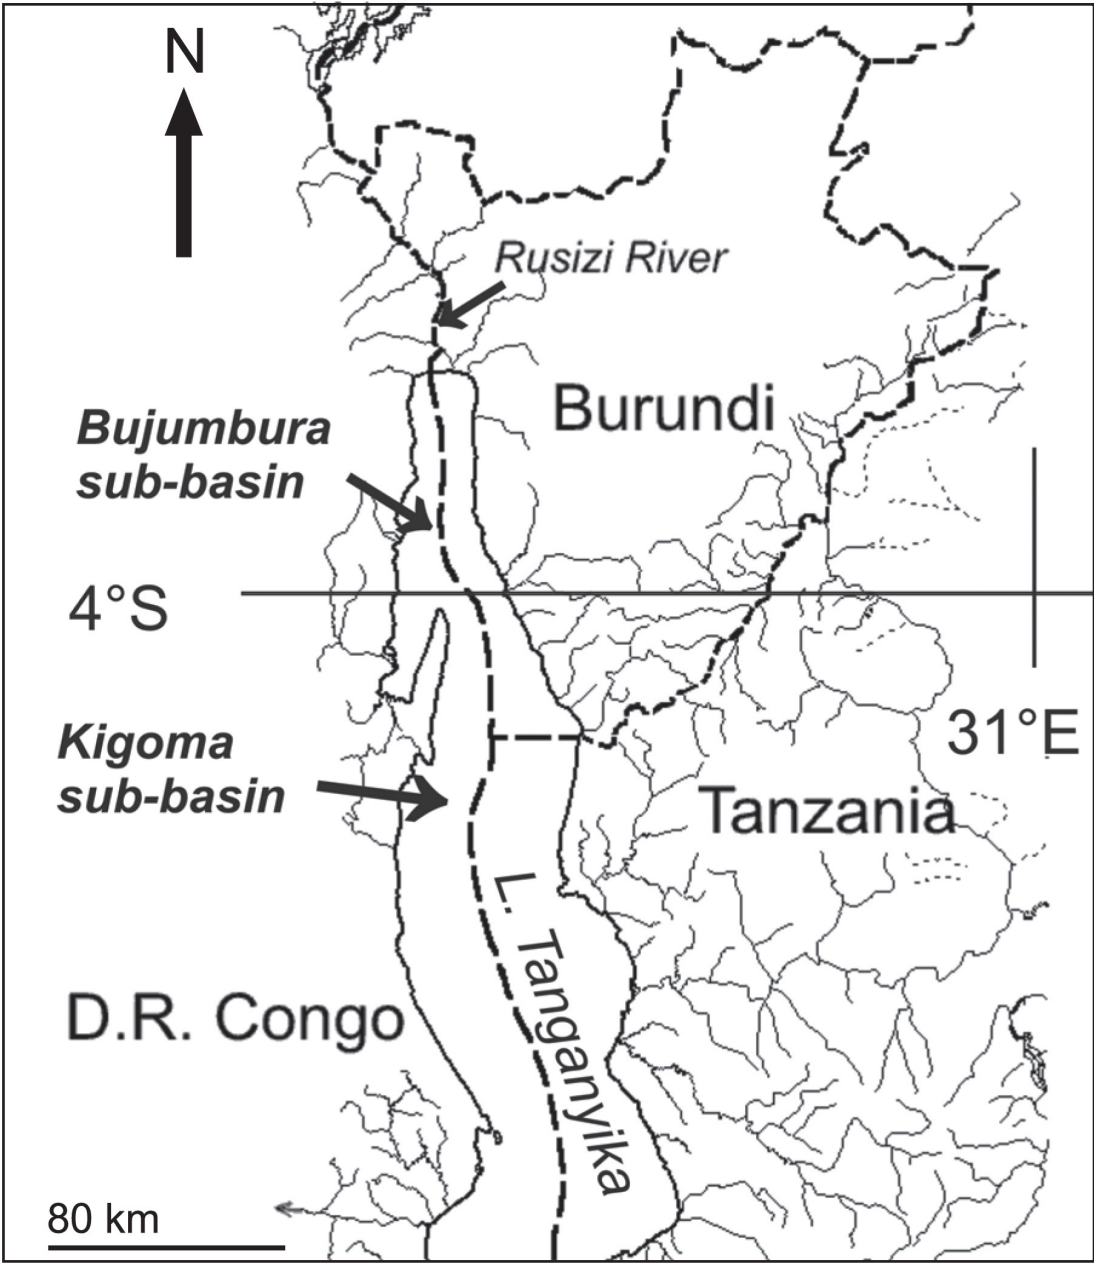 N
Rusizi River
Burundi
Bujumbura
sub-basin
4°S
31°E
Kigoma
sub-basin
Tanzania
L. Tanganyika
D.R. Congo
80 km